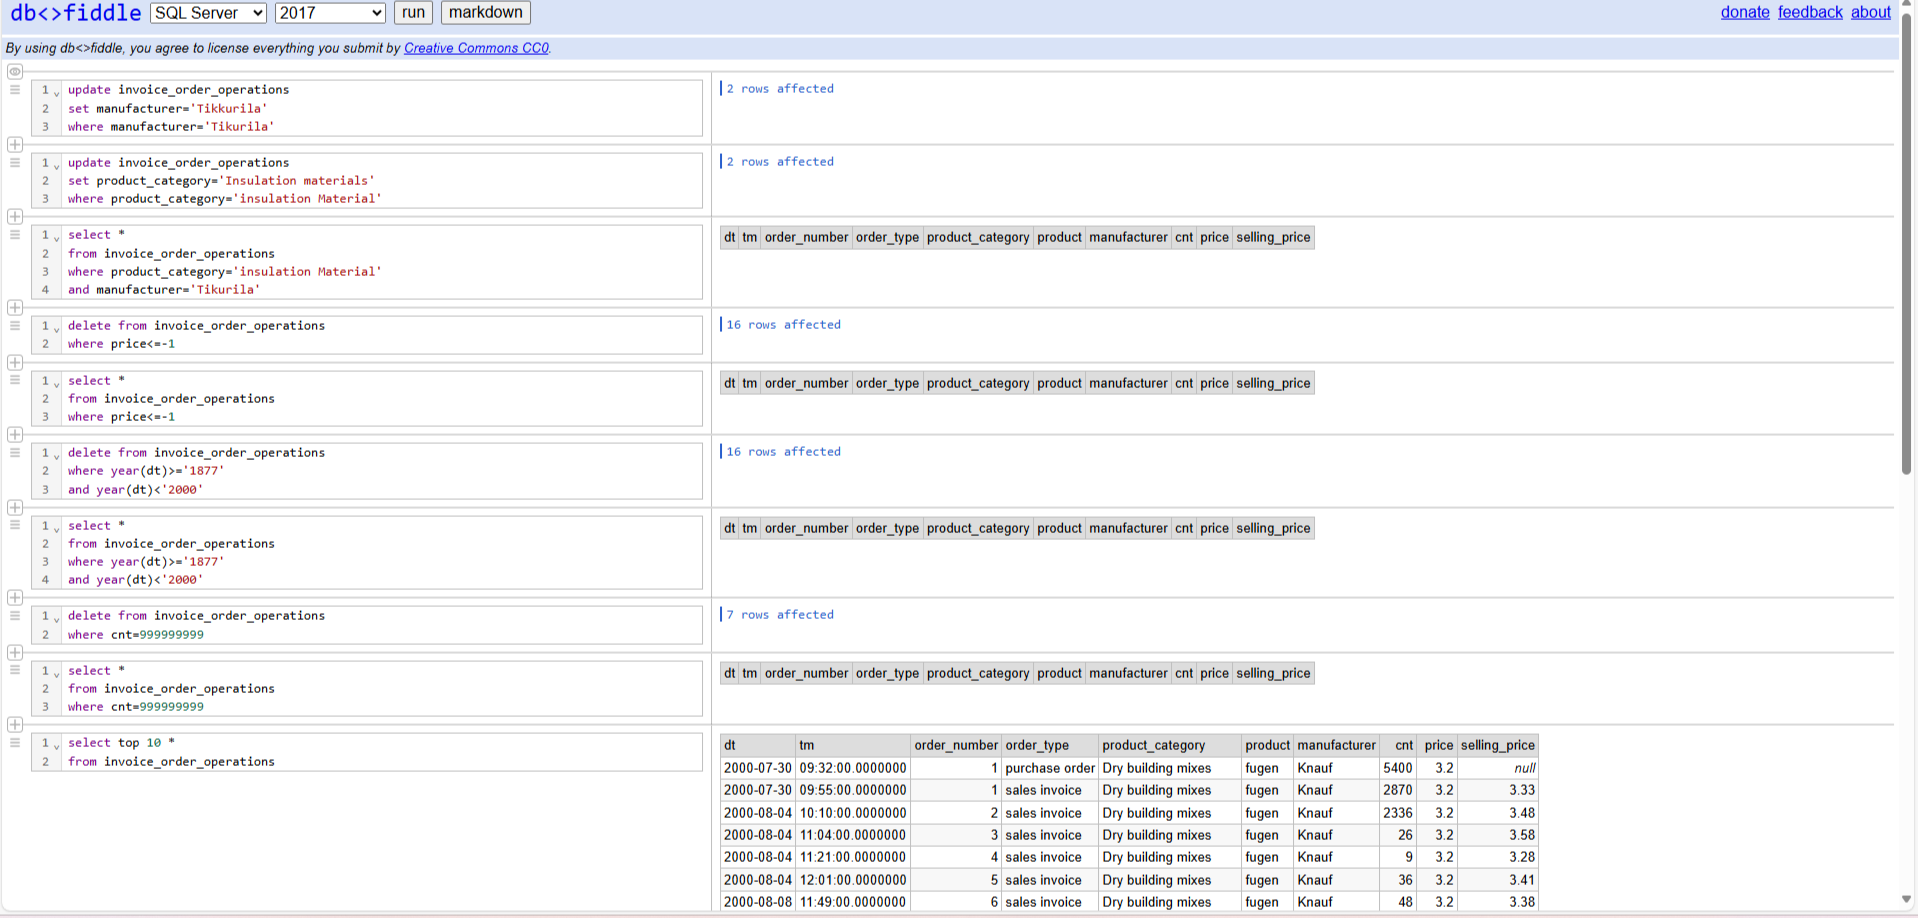 db<>fiddle SQL Server 2017 run markdown donate feedback about
By using db<>fiddle, you agree to license everything you submit by Creative Commons CC0.
1 update invoice_order_operations
2 set manufacturer='Tikkurila'
3 where manufacturer='Tikurila'
2 rows affected
1 update invoice_order_operations
2 set product_category='Insulation materials'
3 where product_category='insulation Material'
2 rows affected
1 select *
2 from invoice_order_operations
3 where product_category='insulation Material'
4 and manufacturer='Tikurila'
dt tm order_number order_type product_category product manufacturer cnt price selling_price
1 delete from invoice_order_operations
2 where price<=-1
16 rows affected
1 select *
2 from invoice_order_operations
3 where price<=-1
dt tm order_number order_type product_category product manufacturer cnt price selling_price
1 delete from invoice_order_operations
2 where year(dt)>='1877'
3 and year(dt)<'2000'
16 rows affected
1 select *
2 from invoice_order_operations
3 where year(dt)>='1877'
4 and year(dt)<'2000'
dt tm order_number order_type product_category product manufacturer cnt price selling_price
1 delete from invoice_order_operations
2 where cnt=999999999
7 rows affected
1 select *
2 from invoice_order_operations
3 where cnt=999999999
dt tm order_number order_type product_category product manufacturer cnt price selling_price
1 select top 10 *
2 from invoice_order_operations
dt tm order_number order_type product_category product manufacturer cnt price selling_price
2000-07-30 09:32:00.0000000 1 purchase order Dry building mixes fugen Knauf 5400 3.2 null
2000-07-30 09:55:00.0000000 1 sales invoice Dry building mixes fugen Knauf 2870 3.2 3.33
2000-08-04 10:10:00.0000000 2 sales invoice Dry building mixes fugen Knauf 2336 3.2 3.48
2000-08-04 11:04:00.0000000 3 sales invoice Dry building mixes fugen Knauf 26 3.2 3.58
2000-08-04 11:21:00.0000000 4 sales invoice Dry building mixes fugen Knauf 9 3.2 3.28
2000-08-04 12:01:00.0000000 5 sales invoice Dry building mixes fugen Knauf 36 3.2 3.41
2000-08-08 11:49:00.0000000 6 sales invoice Dry building mixes fugen Knauf 48 3.2 3.38